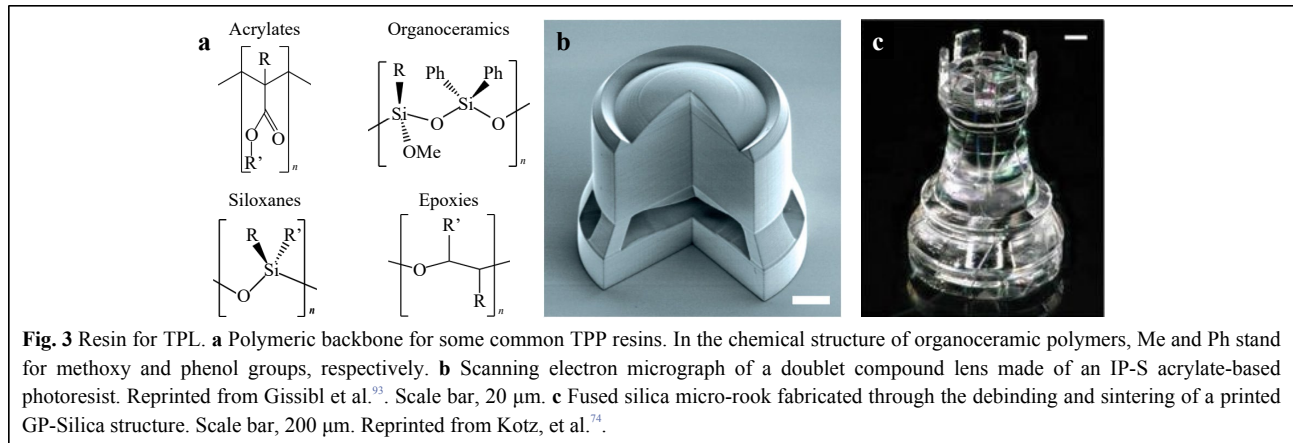 a
Acrylates
R
O
O
R'
n
Organoceramics
R
Ph
Ph
Si
Si
O
O
OMe
n
Siloxanes
R
R'
Si
O
n
Epoxies
R'
O
R
n
b
c
Fig. 3 Resin for TPL. a Polymeric backbone for some common TPP resins. In the chemical structure of organoceramic polymers, Me and Ph stand
for methoxy and phenol groups, respectively. b Scanning electron micrograph of a doublet compound lens made of an IP-S acrylate-based
photoresist. Reprinted from Gissibl et al.93. Scale bar, 20 μm. c Fused silica micro-rook fabricated through the debinding and sintering of a printed
GP-Silica structure. Scale bar, 200 μm. Reprinted from Kotz, et al.74.